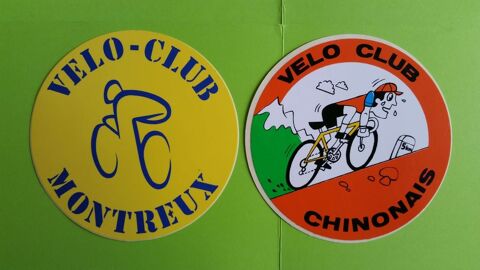 VELO-CLUB
MONTREUX
VELO CLUB
CHINONAIS